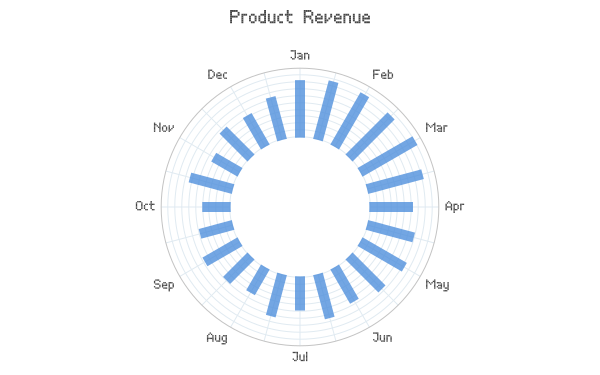 Product Revenue
Jan
Feb
Mar
Apr
May
Jun
Jul
Aug
Sep
Oct
Nov
Dec